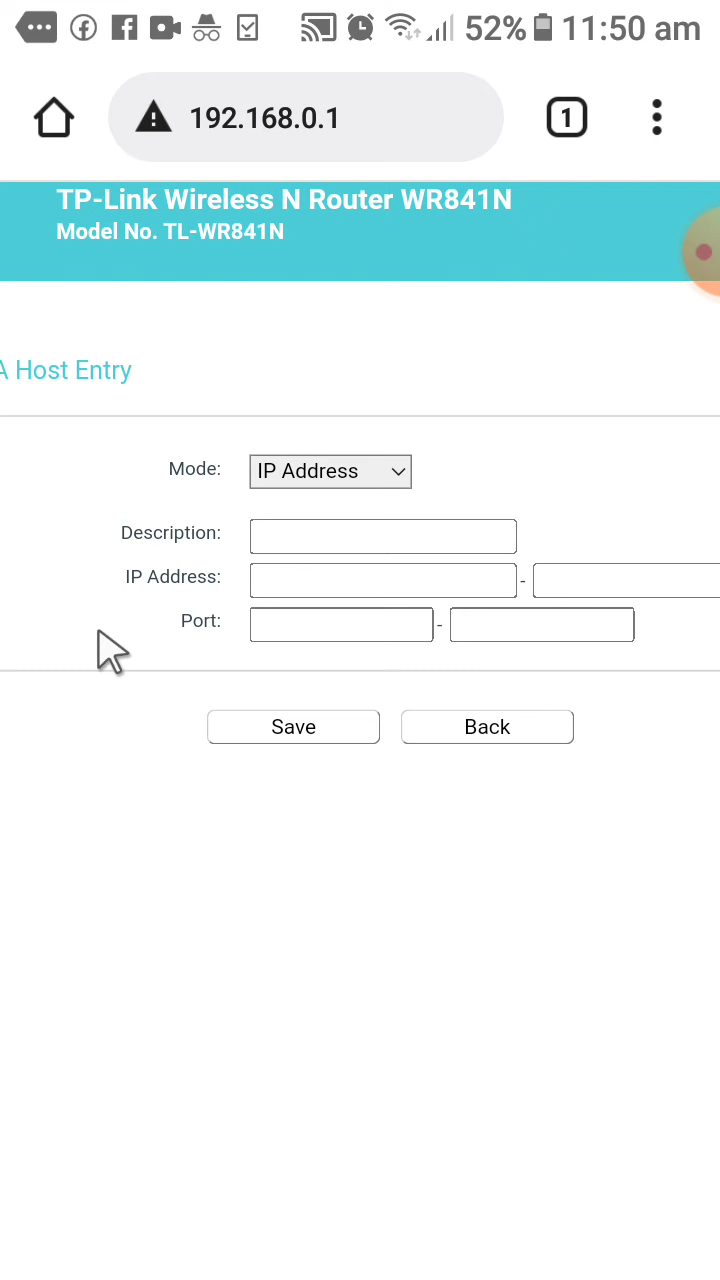 52% 11:50 am
192.168.0.1
1
TP-Link Wireless N Router WR841N
Model No. TL-WR841N
A Host Entry
Mode: IP Address
Description:
IP Address: -
Port: -
Save Back